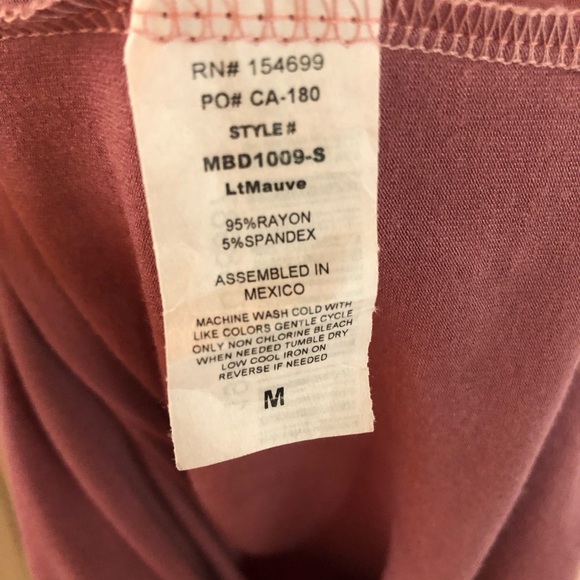 RN# 154699
PO# CA-180
STYLE #
MBD1009-S
LtMauve
95%RAYON
5%SPANDEX
ASSEMBLED IN
MEXICO
MACHINE WASH COLD WITH
LIKE COLORS GENTLE CYCLE
ONLY NON CHLORINE BLEACH
WHEN NEEDED TUMBLE DRY
LOW COOL IRON ON
REVERSE IF NEEDED
M